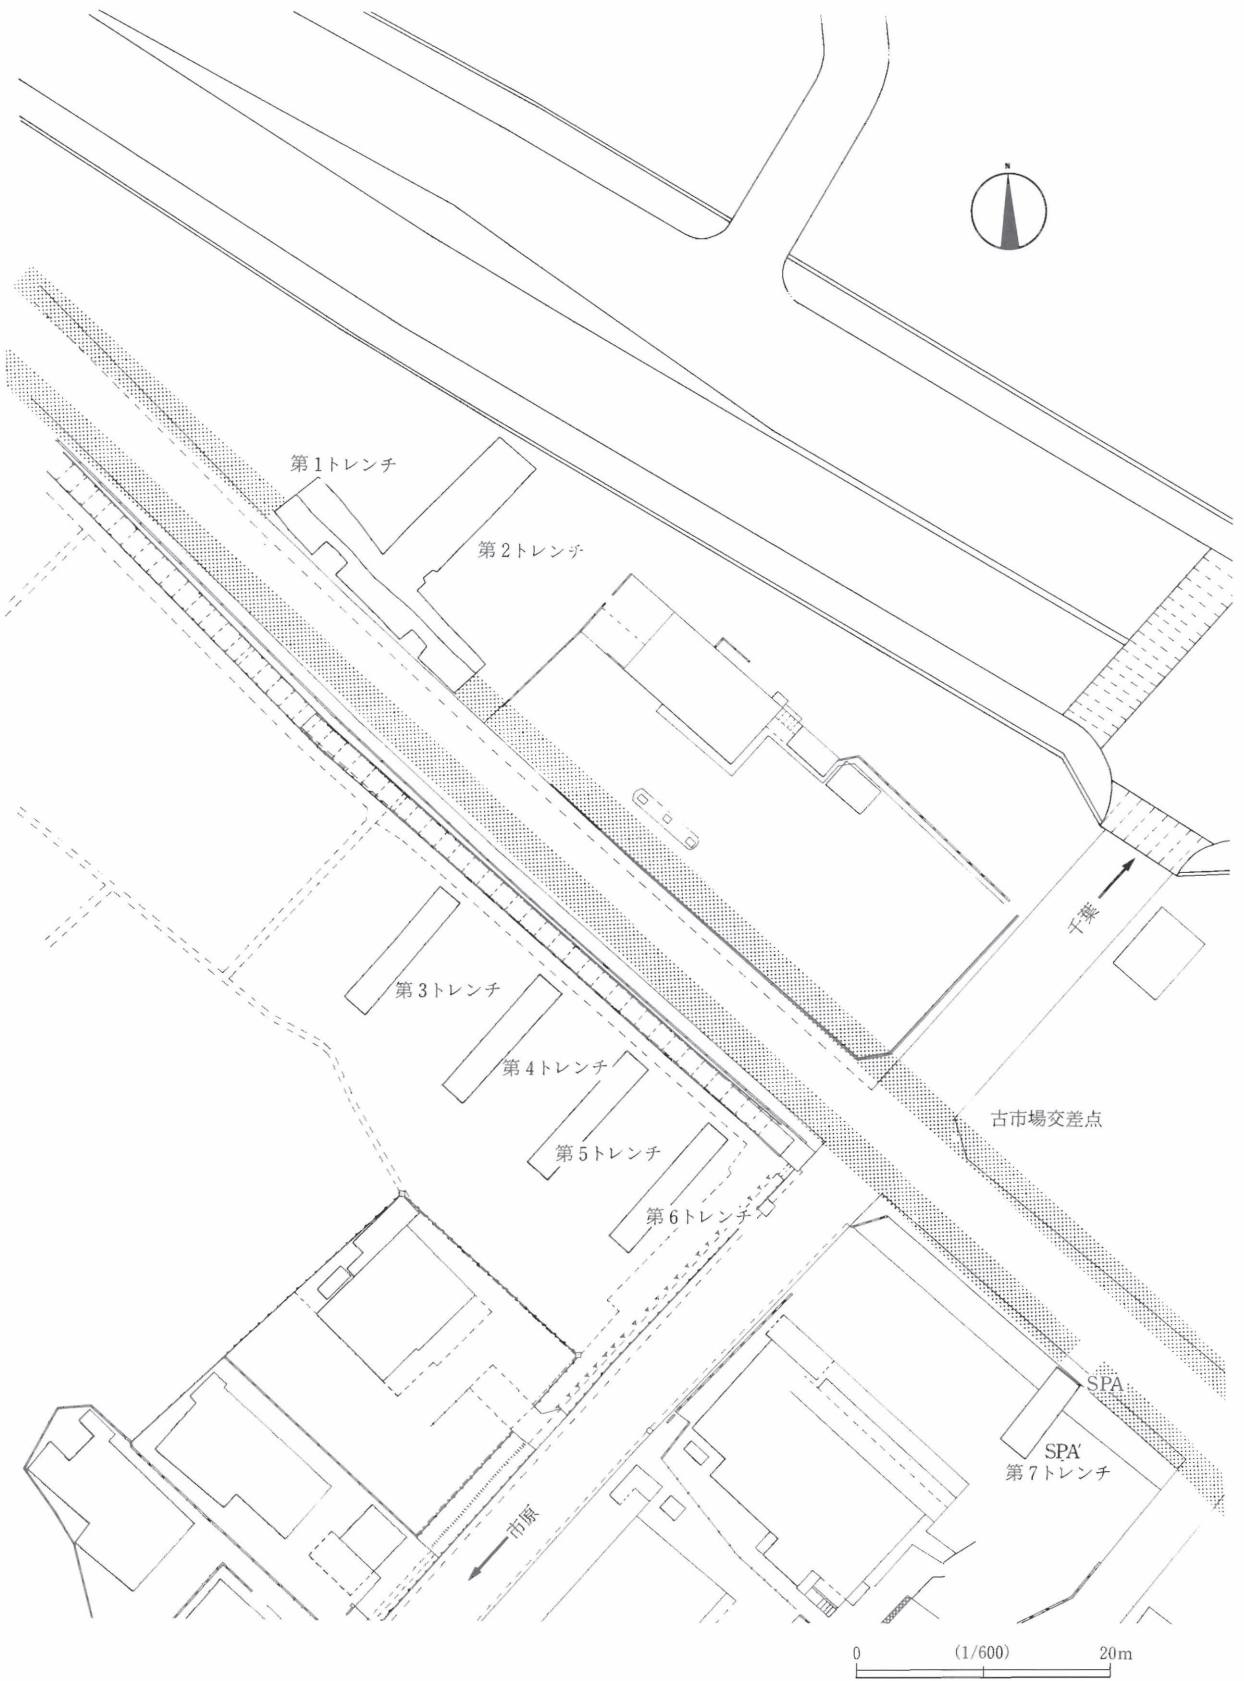 N
第1トレンチ
第2トレンチ
千葉
第3トレンチ
第4トレンチ
古市場交差点
第5トレンチ
第6トレンチ
SPA
SPA′
第7トレンチ
市原
0 (1/600) 20m